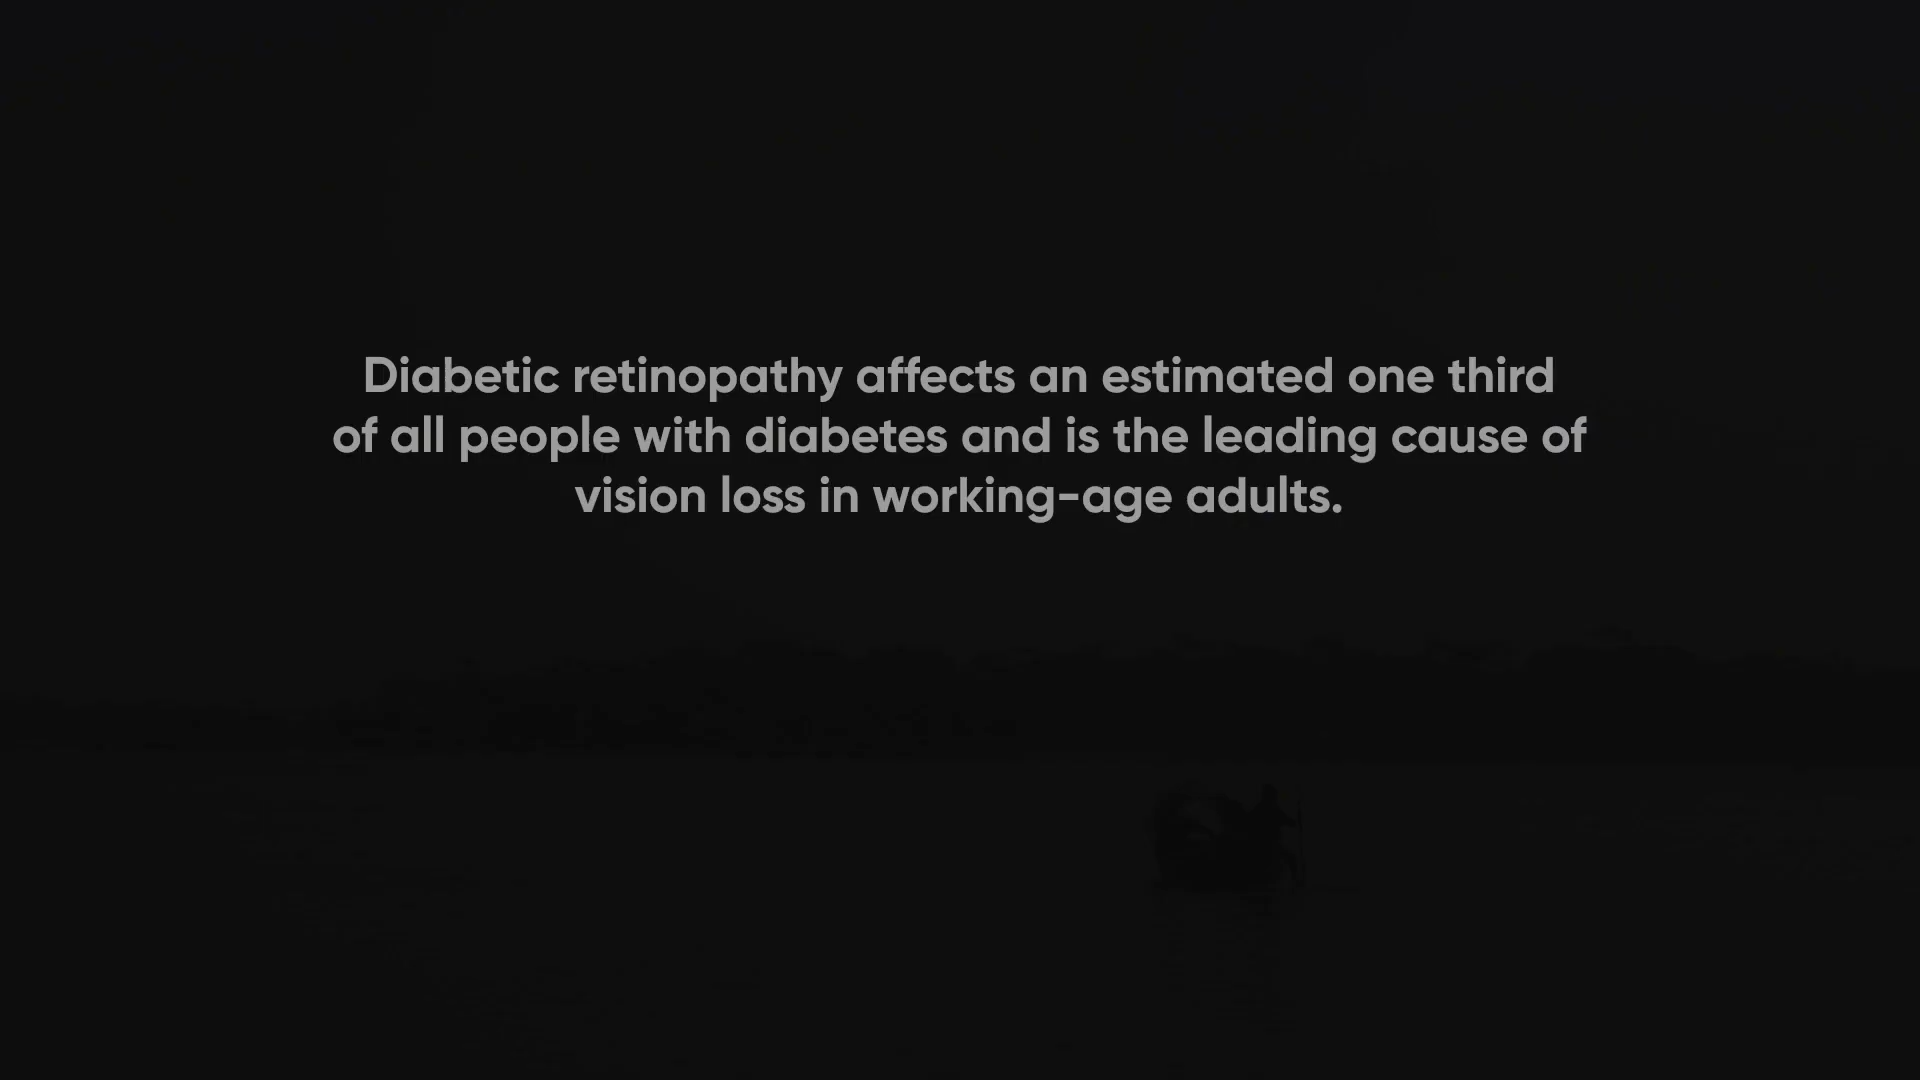 Diabetic retinopathy affects an estimated one third
of all people with diabetes and is the leading cause of
vision loss in working-age adults.